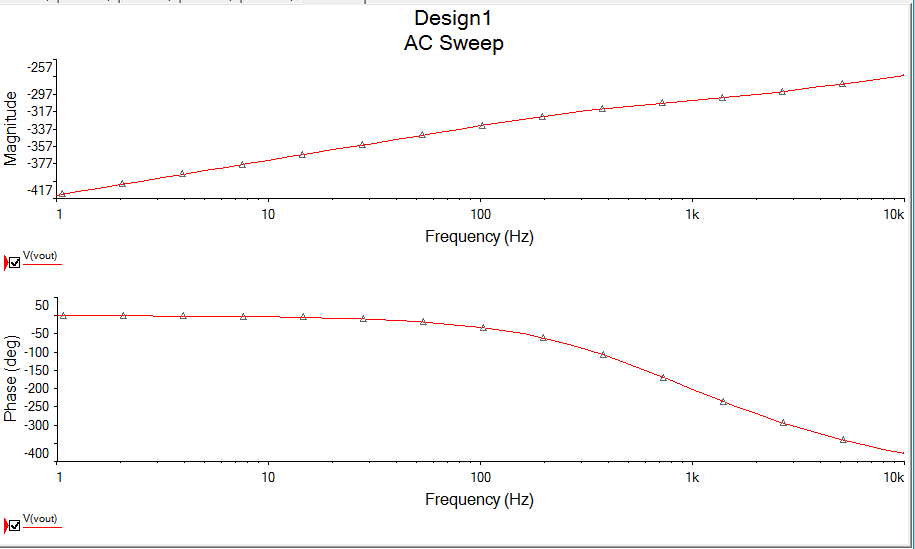 Design1
AC Sweep
Magnitude
-257
-297
-317
-337
-357
-377
-417
1 10 100 1k 10k
Frequency (Hz)
V(vout)
Phase (deg)
50
-50
-100
-150
-200
-250
-300
-400
1 10 100 1k 10k
Frequency (Hz)
V(vout)